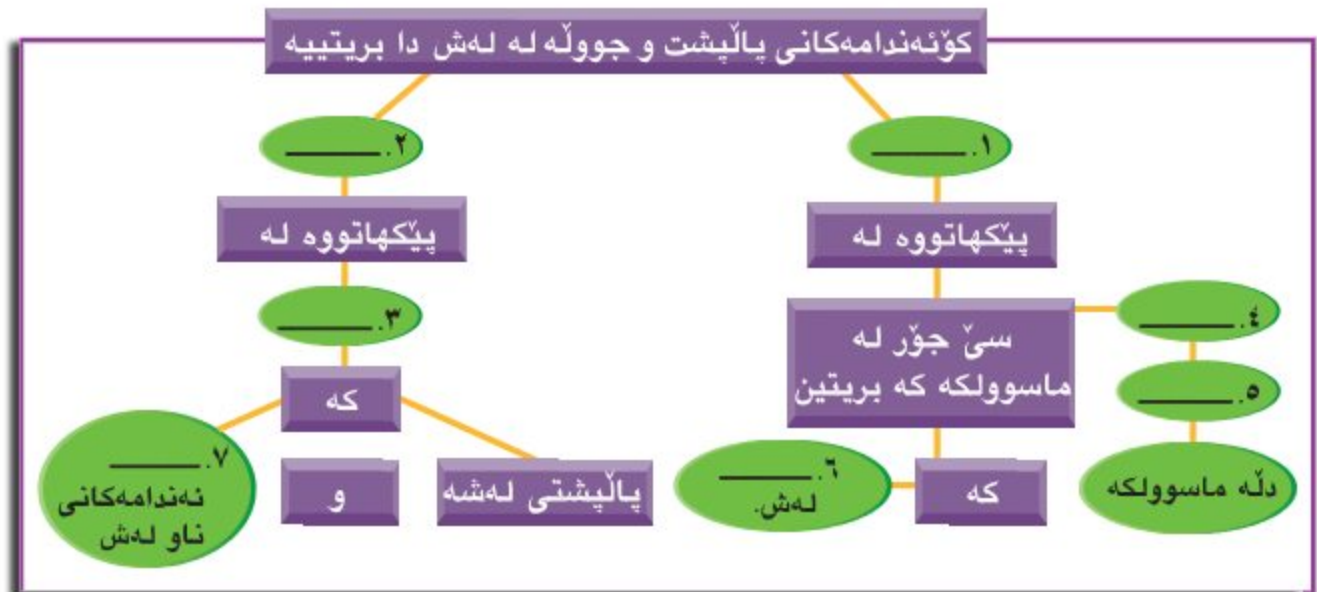 کۆئەندامەکانی پاڵپشت و جووڵە لە لەش دا بریتییە
١. ______
٢. ______
پێکهاتووە لە
پێکهاتووە لە
٣. ______
سێ جۆر لە
ماسوولکە کە بریتین
٤. ______
٥. ______
دڵە ماسوولکە
کە
٦. ______
لەش.
کە
پاڵپشتی لەشە
و
٧. ______
ئەندامەکانی
ناو لەش